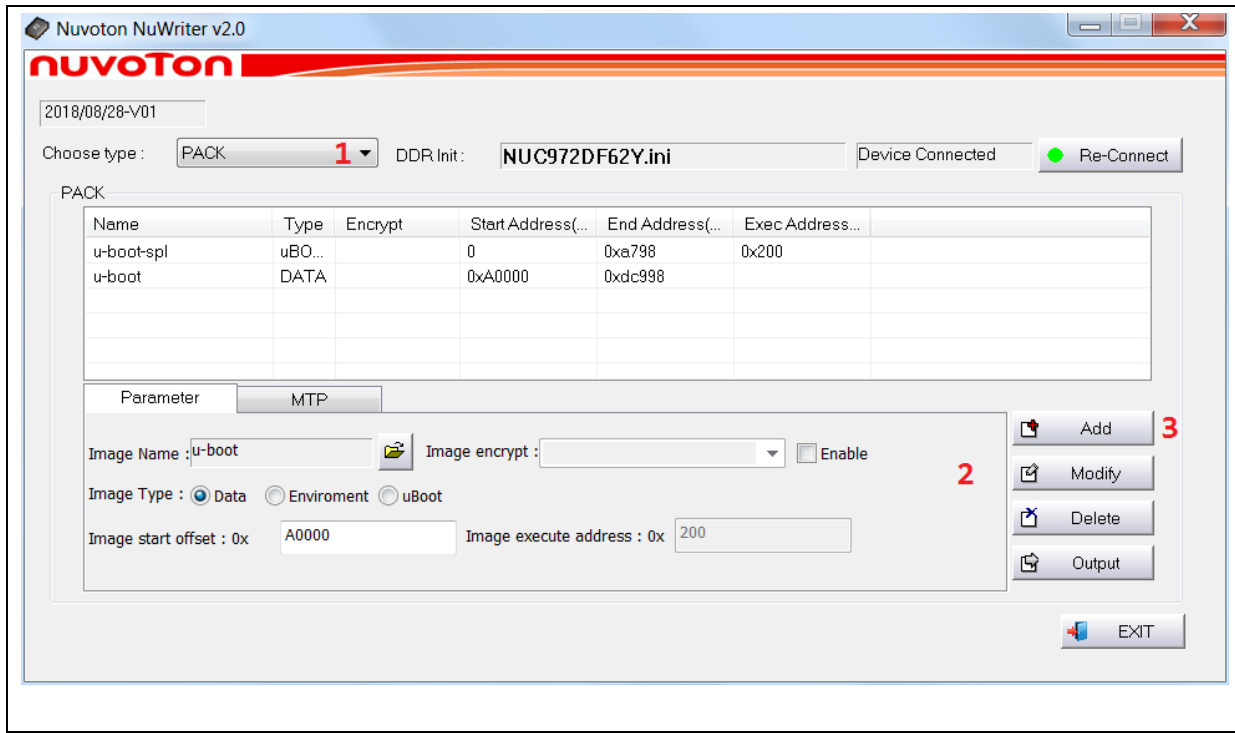 Nuvoton NuWriter v2.0
nuvoTon
2018/08/28-V01
Choose type : PACK 1 DDR Init : NUC972DF62Y.ini Device Connected Re-Connect
PACK
Name Type Encrypt Start Address(... End Address(... Exec Address...
u-boot-spl uBO... 0 0xa798 0x200
u-boot DATA 0xA0000 0xdc998
Parameter MTP
Add 3
Image Name : u-boot Image encrypt : Enable
2 Modify
Image Type : Data Enviroment uBoot
Delete
Image start offset : 0x A0000 Image execute address : 0x 200
Output
EXIT